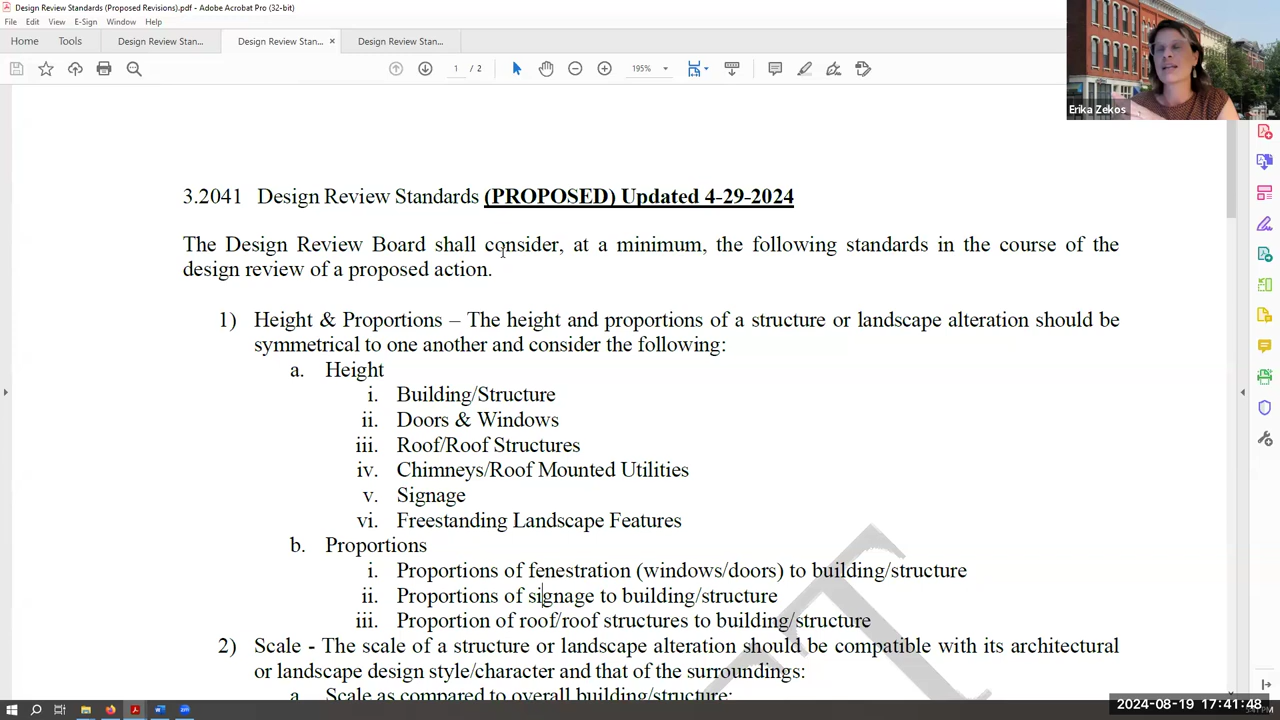 Design Review Standards (Proposed Revisions).pdf - Adobe Acrobat Pro (32-bit)
File Edit View E-Sign Window Help
Home Tools Design Review Stan... Design Review Stan... × Design Review Stan...
1 / 2 195%
Erika Zekos
3.2041 Design Review Standards (PROPOSED) Updated 4-29-2024
The Design Review Board shall consider, at a minimum, the following standards in the course of the
design review of a proposed action.
1) Height & Proportions – The height and proportions of a structure or landscape alteration should be
symmetrical to one another and consider the following:
a. Height
i. Building/Structure
ii. Doors & Windows
iii. Roof/Roof Structures
iv. Chimneys/Roof Mounted Utilities
v. Signage
vi. Freestanding Landscape Features
b. Proportions
i. Proportions of fenestration (windows/doors) to building/structure
ii. Proportions of signage to building/structure
iii. Proportion of roof/roof structures to building/structure
2) Scale - The scale of a structure or landscape alteration should be compatible with its architectural
or landscape design style/character and that of the surroundings:
a. Scale as compared to overall building/structure:
2024-08-19 17:41:48